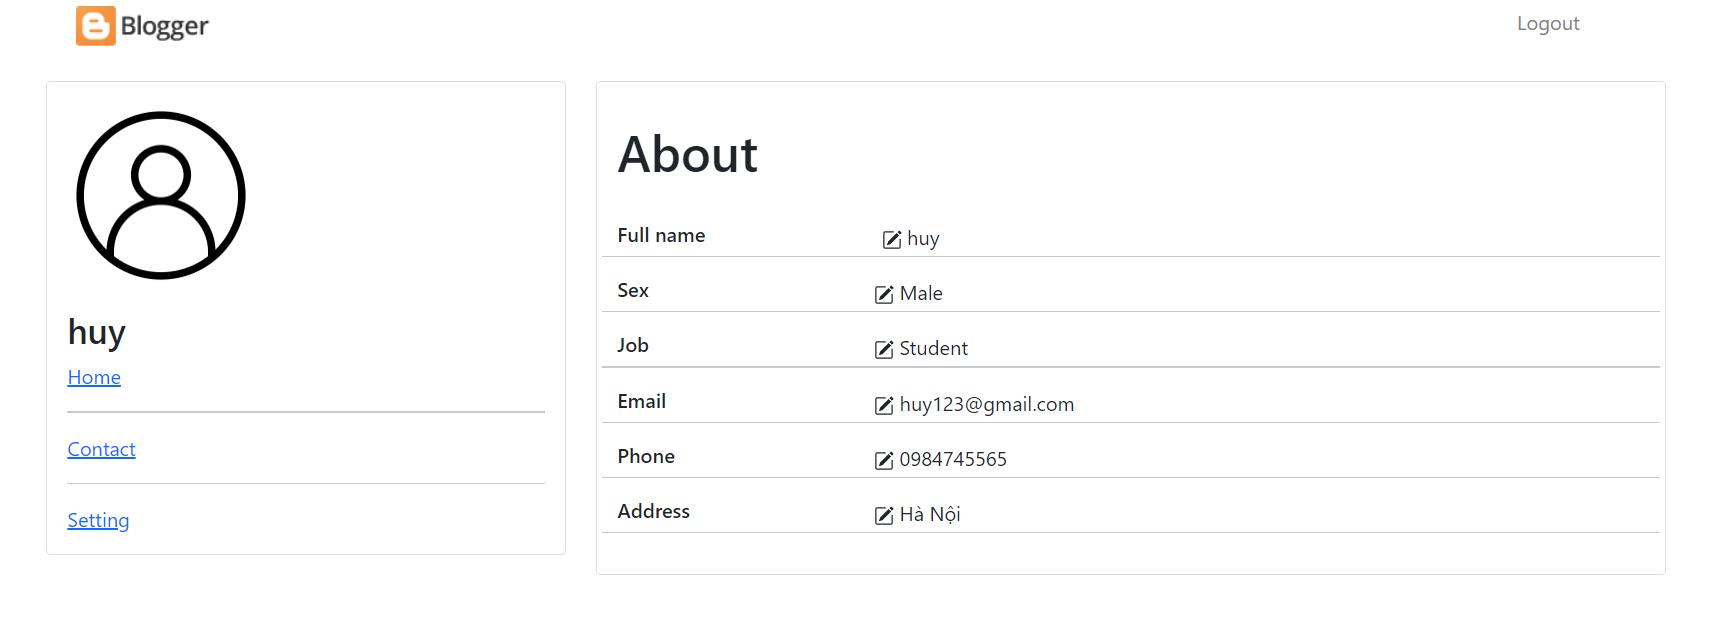 Blogger
Logout
huy
Home
Contact
Setting
About
Full name huy
Sex Male
Job Student
Email huy123@gmail.com
Phone 0984745565
Address Hà Nội